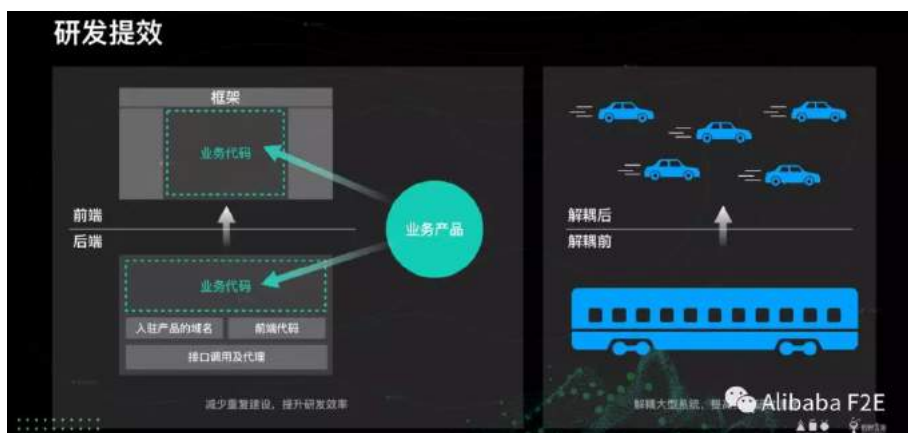 研发提效
框架
业务代码
前端
后端
业务产品
业务代码
入驻产品的域名
前端代码
接口调用及代理
减少重复建设，提升研发效率
解耦后
解耦前
解耦大型系统，提高
Alibaba F2E